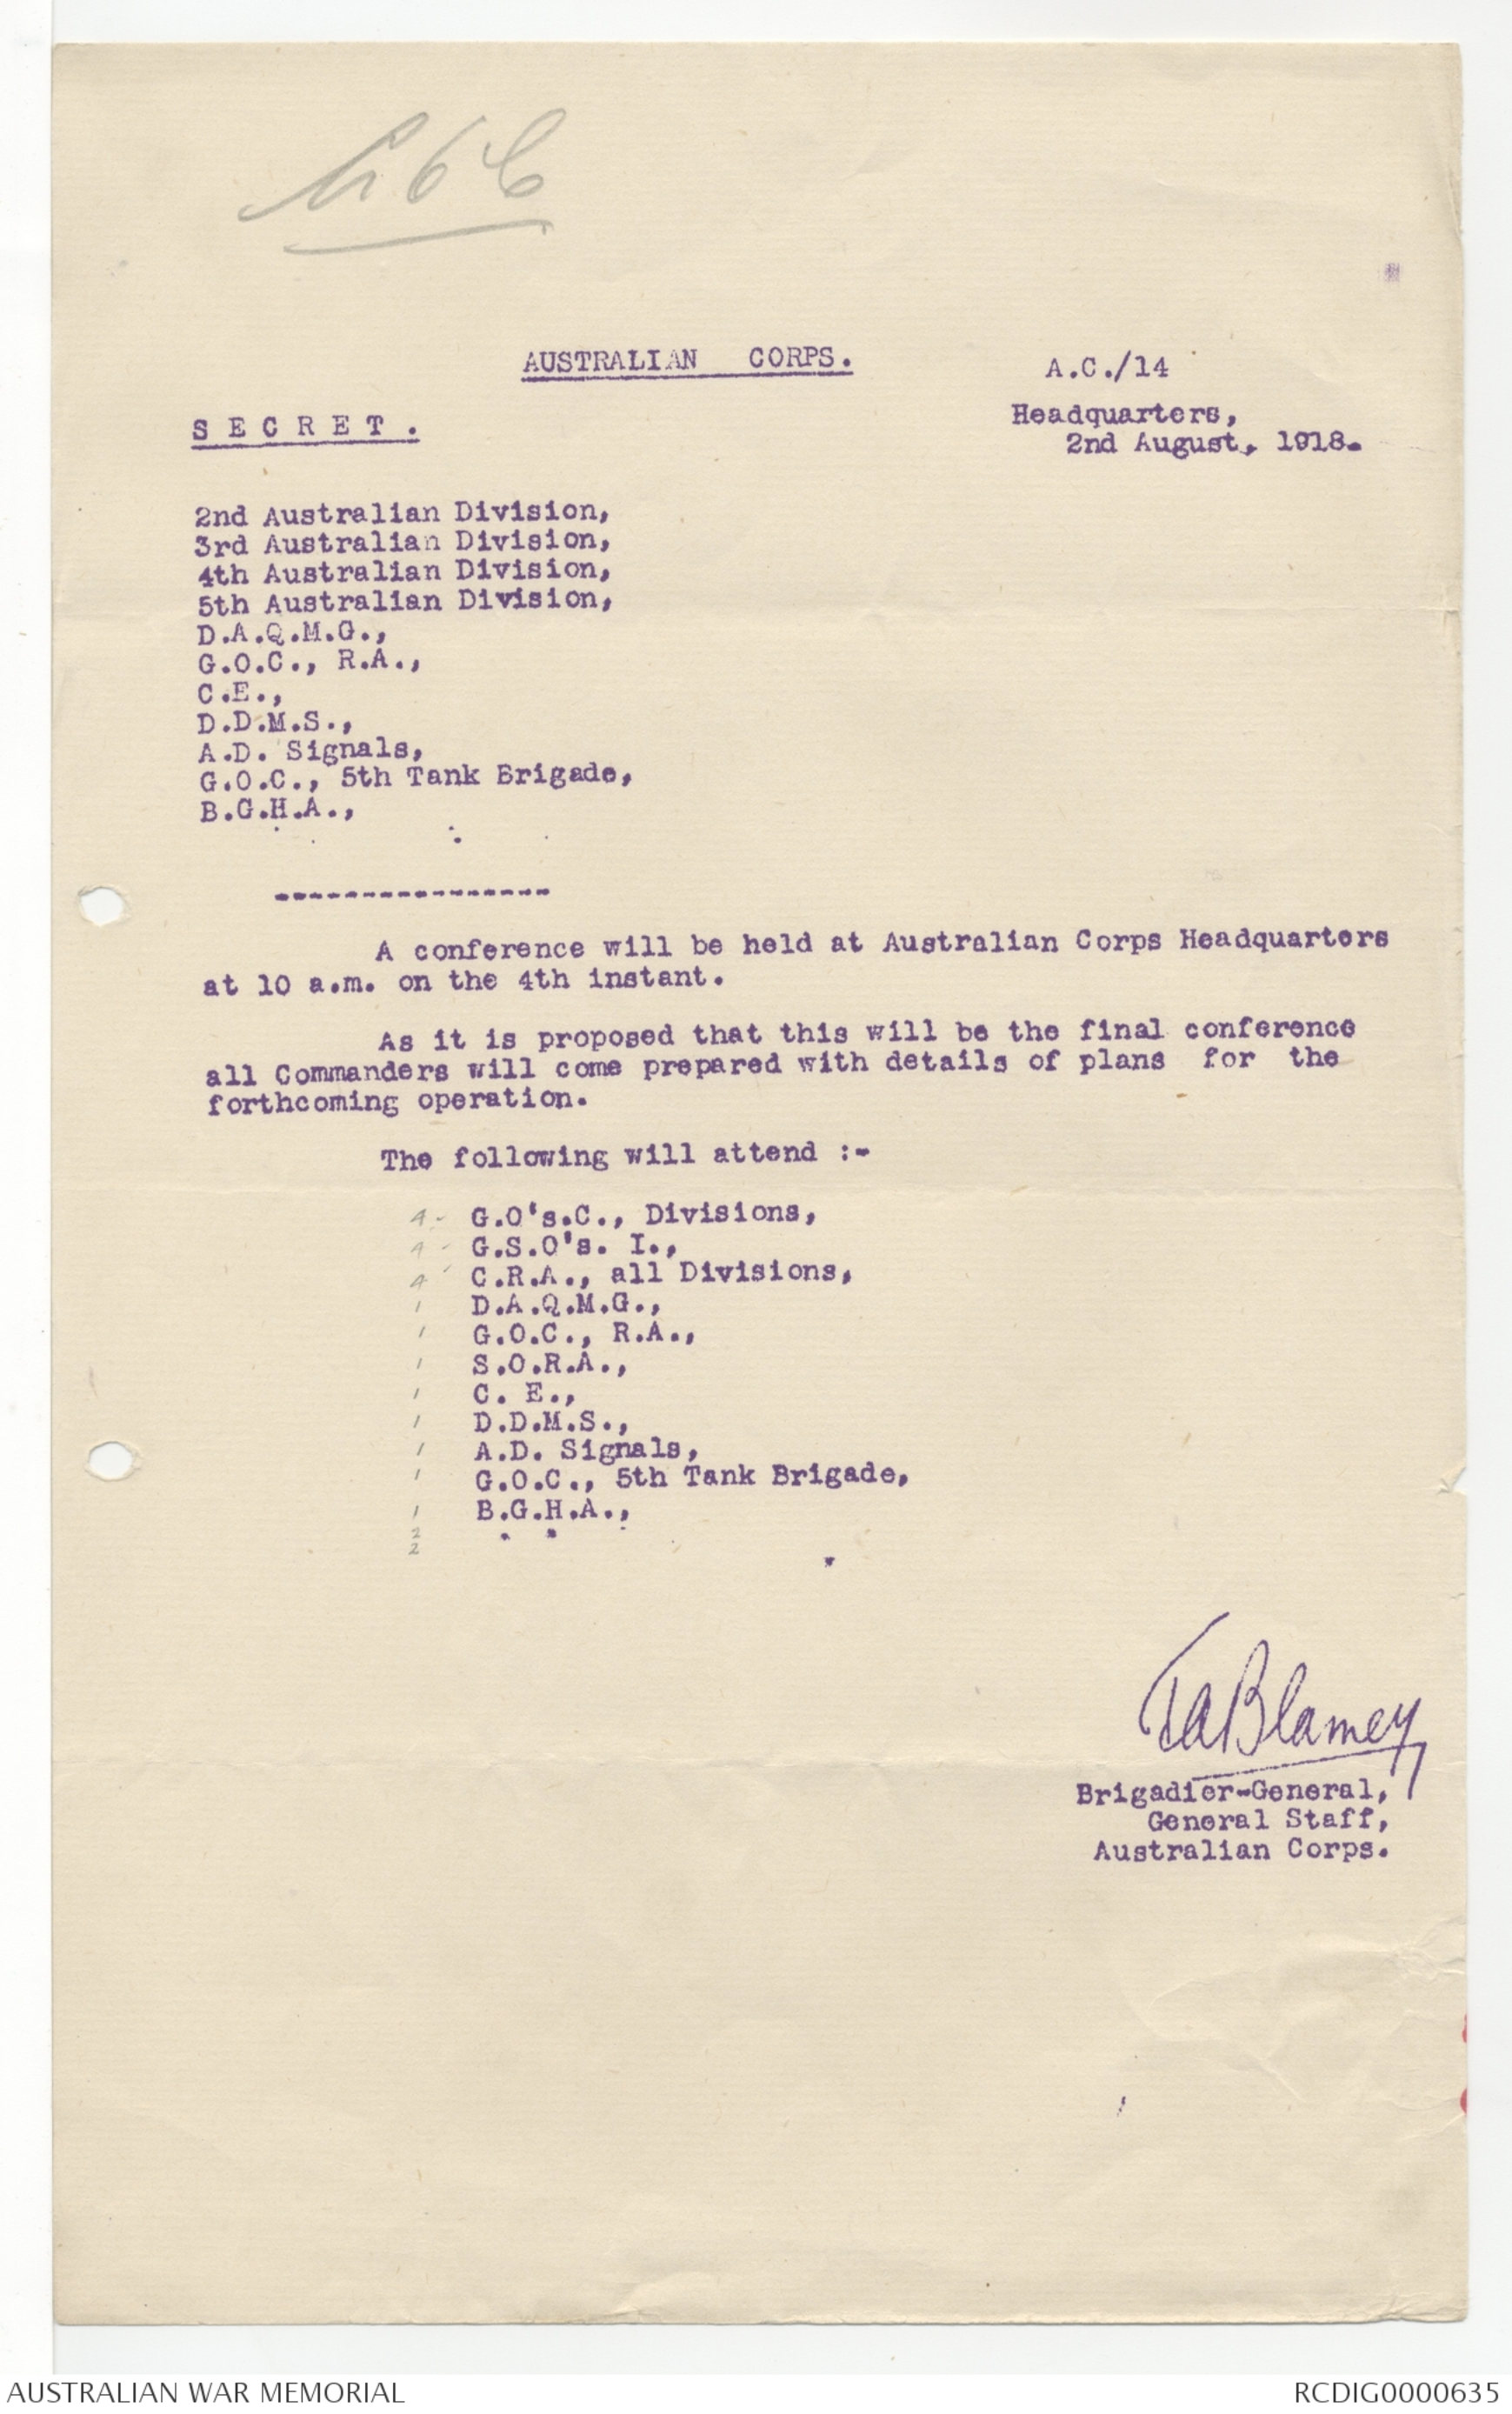 AUSTRALIAN CORPS.
A.C./14
SECRET.
Headquarters,
2nd August, 1918.
2nd Australian Division,
3rd Australian Division,
4th Australian Division,
5th Australian Division,
D.A.Q.M.G.,
G.O.C., R.A.,
C.E.,
D.D.M.S.,
A.D. Signals,
G.O.C., 5th Tank Brigade,
B.G.H.A.,
----------------
A conference will be held at Australian Corps Headquarters
at 10 a.m. on the 4th instant.
As it is proposed that this will be the final conference
all Commanders will come prepared with details of plans for the
forthcoming operation.
The following will attend :-
4 - G.O's.C., Divisions,
4 - G.S.O's. I.,
4 - C.R.A., all Divisions,
1 D.A.Q.M.G.,
1 G.O.C., R.A.,
1 S.O.R.A.,
1 C. E.,
1 D.D.M.S.,
1 A.D. Signals,
1 G.O.C., 5th Tank Brigade,
1 B.G.H.A.,
2
2
TABlamey
Brigadier-General,
General Staff,
Australian Corps.
AUSTRALIAN WAR MEMORIAL
RCDIG0000635